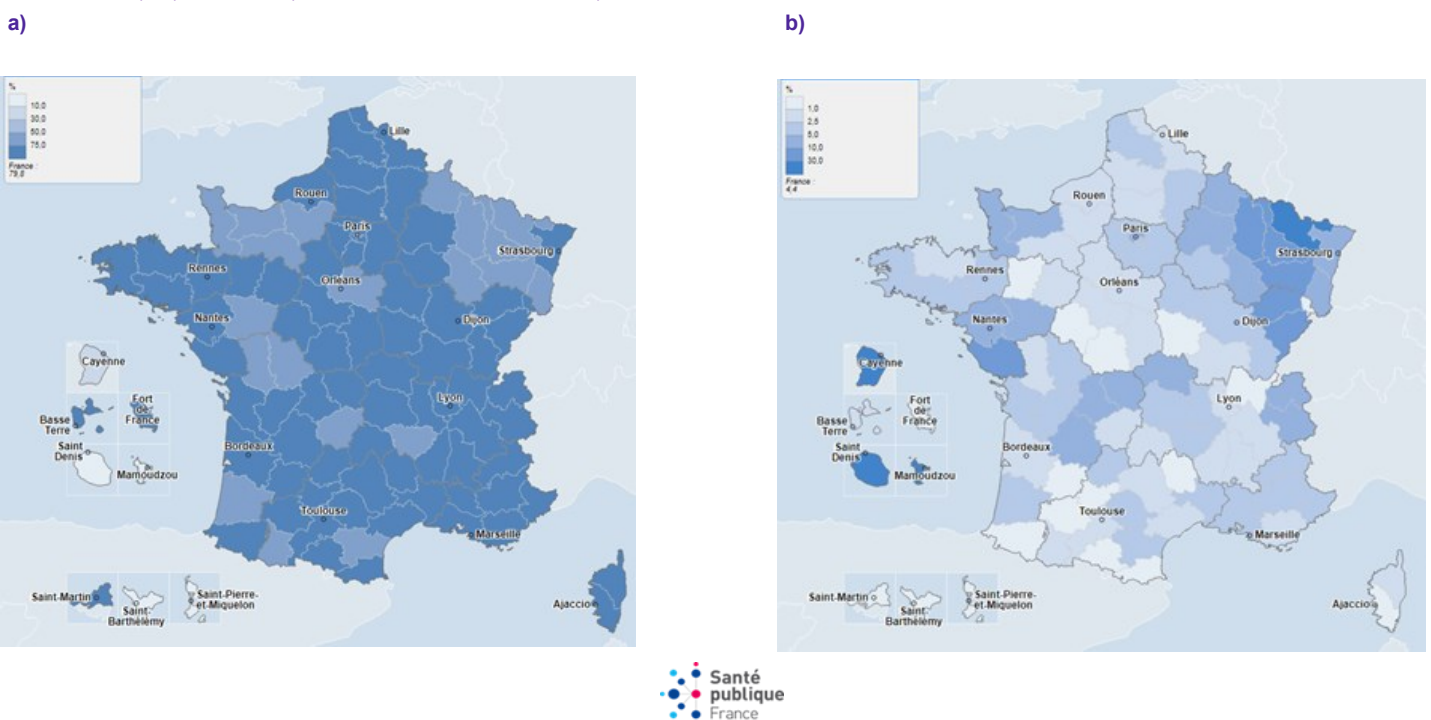 a)
b)
%
10,0
30,0
50,0
75,0
France :
79,8
Lille
Rouen
Paris
Strasbourg
Rennes
Orléans
Nantes
Dijon
Cayenne
Lyon
Basse
Terre
Fort
de
France
Saint
Denis
Mamoudzou
Bordeaux
Toulouse
Marseille
Saint-Martin
Saint-
Barthélémy
Saint-Pierre-
et-Miquelon
Ajaccio
%
1,0
2,5
5,0
10,0
30,0
France :
4,4
Lille
Rouen
Paris
Strasbourg
Rennes
Orléans
Nantes
Dijon
Cayenne
Lyon
Basse
Terre
Fort
de
France
Saint
Denis
Mamoudzou
Bordeaux
Toulouse
Marseille
Saint-Martin
Saint-
Barthélémy
Saint-Pierre-
et-Miquelon
Ajaccio
Santé
publique
France